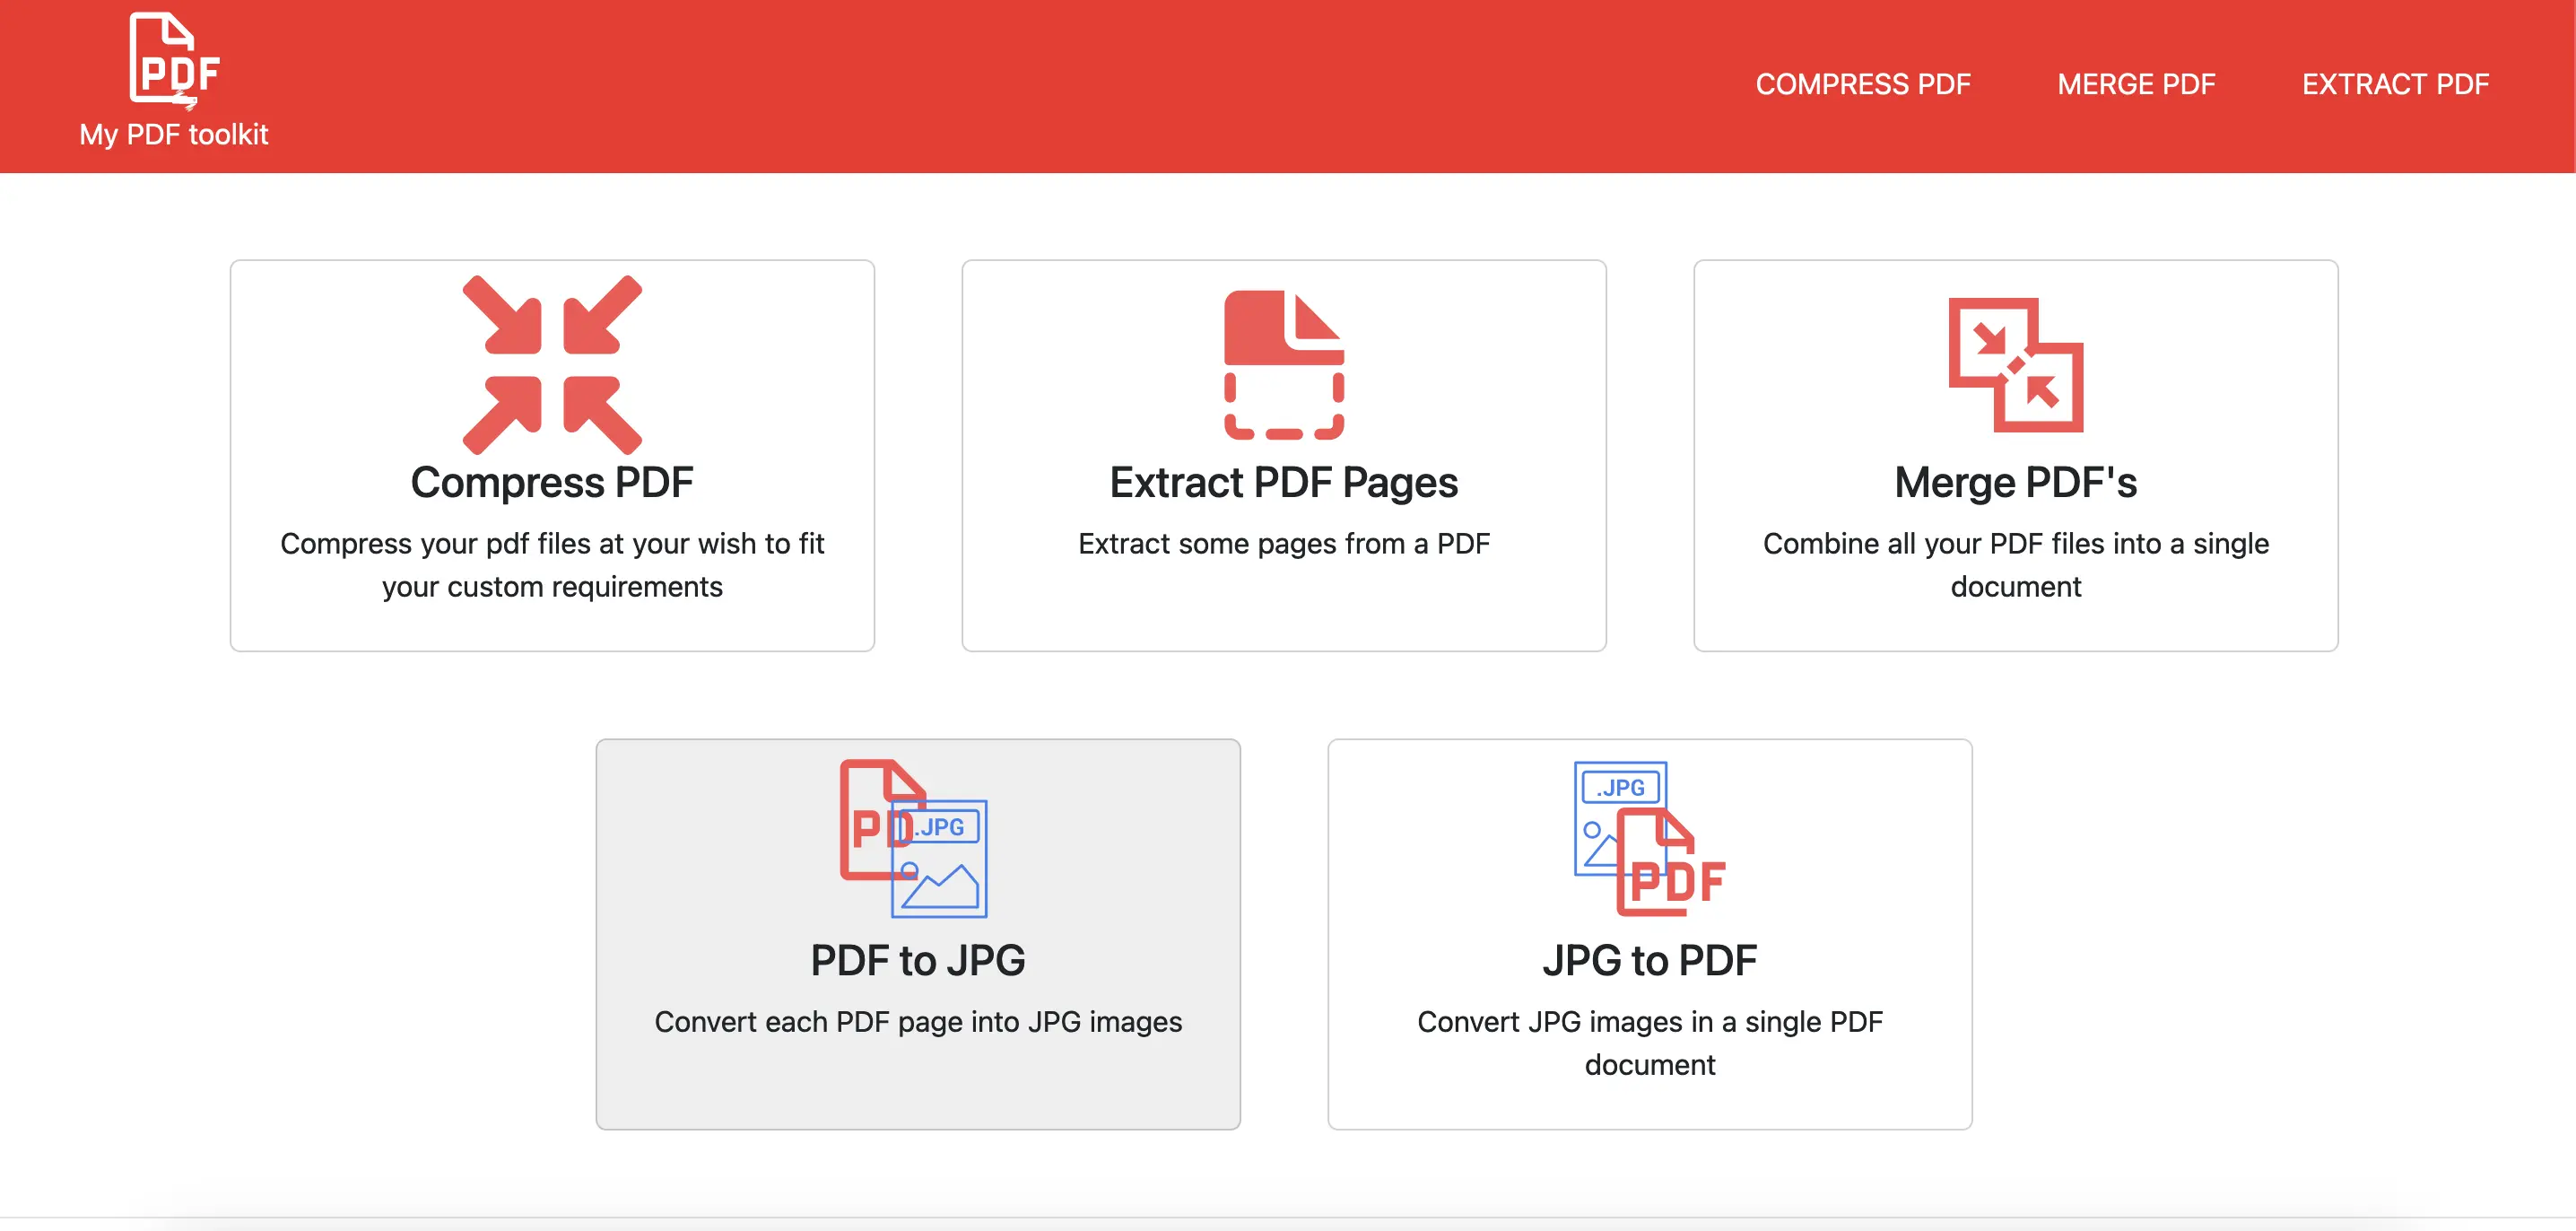 PDF
My PDF toolkit
COMPRESS PDF
MERGE PDF
EXTRACT PDF
Compress PDF
Compress your pdf files at your wish to fit
your custom requirements
Extract PDF Pages
Extract some pages from a PDF
Merge PDF's
Combine all your PDF files into a single
document
PD
.JPG
PDF to JPG
Convert each PDF page into JPG images
.JPG
PDF
JPG to PDF
Convert JPG images in a single PDF
document